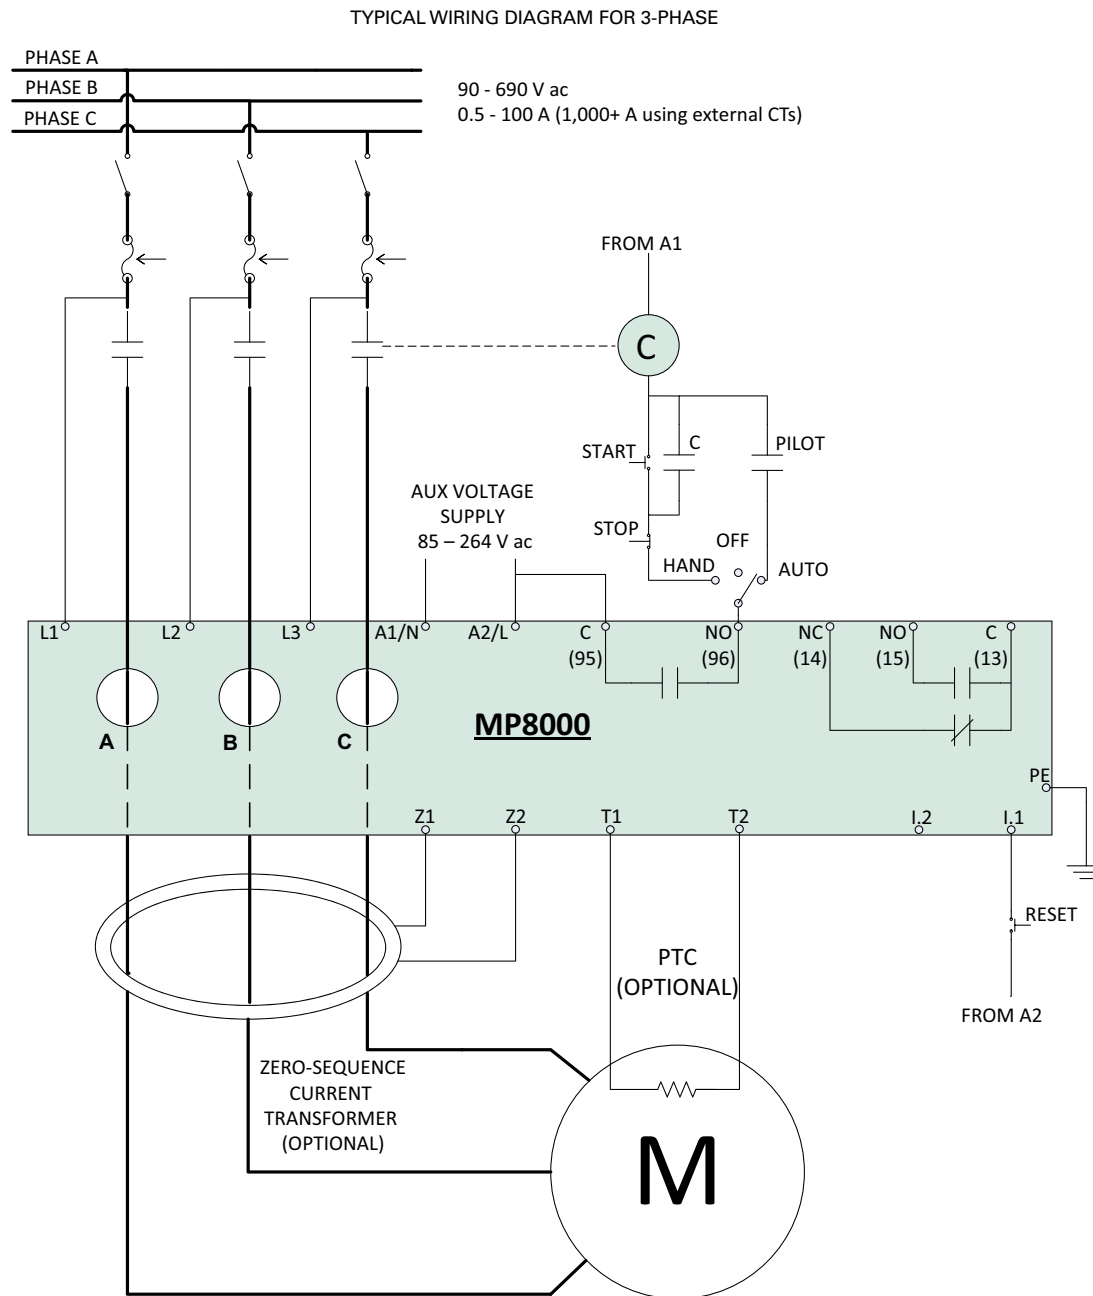 TYPICAL WIRING DIAGRAM FOR 3-PHASE
PHASE A
PHASE B
PHASE C
90 - 690 V ac
0.5 - 100 A (1,000+ A using external CTs)
FROM A1
C
START
C
PILOT
STOP
HAND
OFF
AUTO
AUX VOLTAGE
SUPPLY
85 – 264 V ac
L1
L2
L3
A1/N
A2/L
C
(95)
NO
(96)
NC
(14)
NO
(15)
C
(13)
A
B
C
MP8000
PE
Z1
Z2
T1
T2
I.2
I.1
RESET
FROM A2
PTC
(OPTIONAL)
ZERO-SEQUENCE
CURRENT
TRANSFORMER
(OPTIONAL)
M